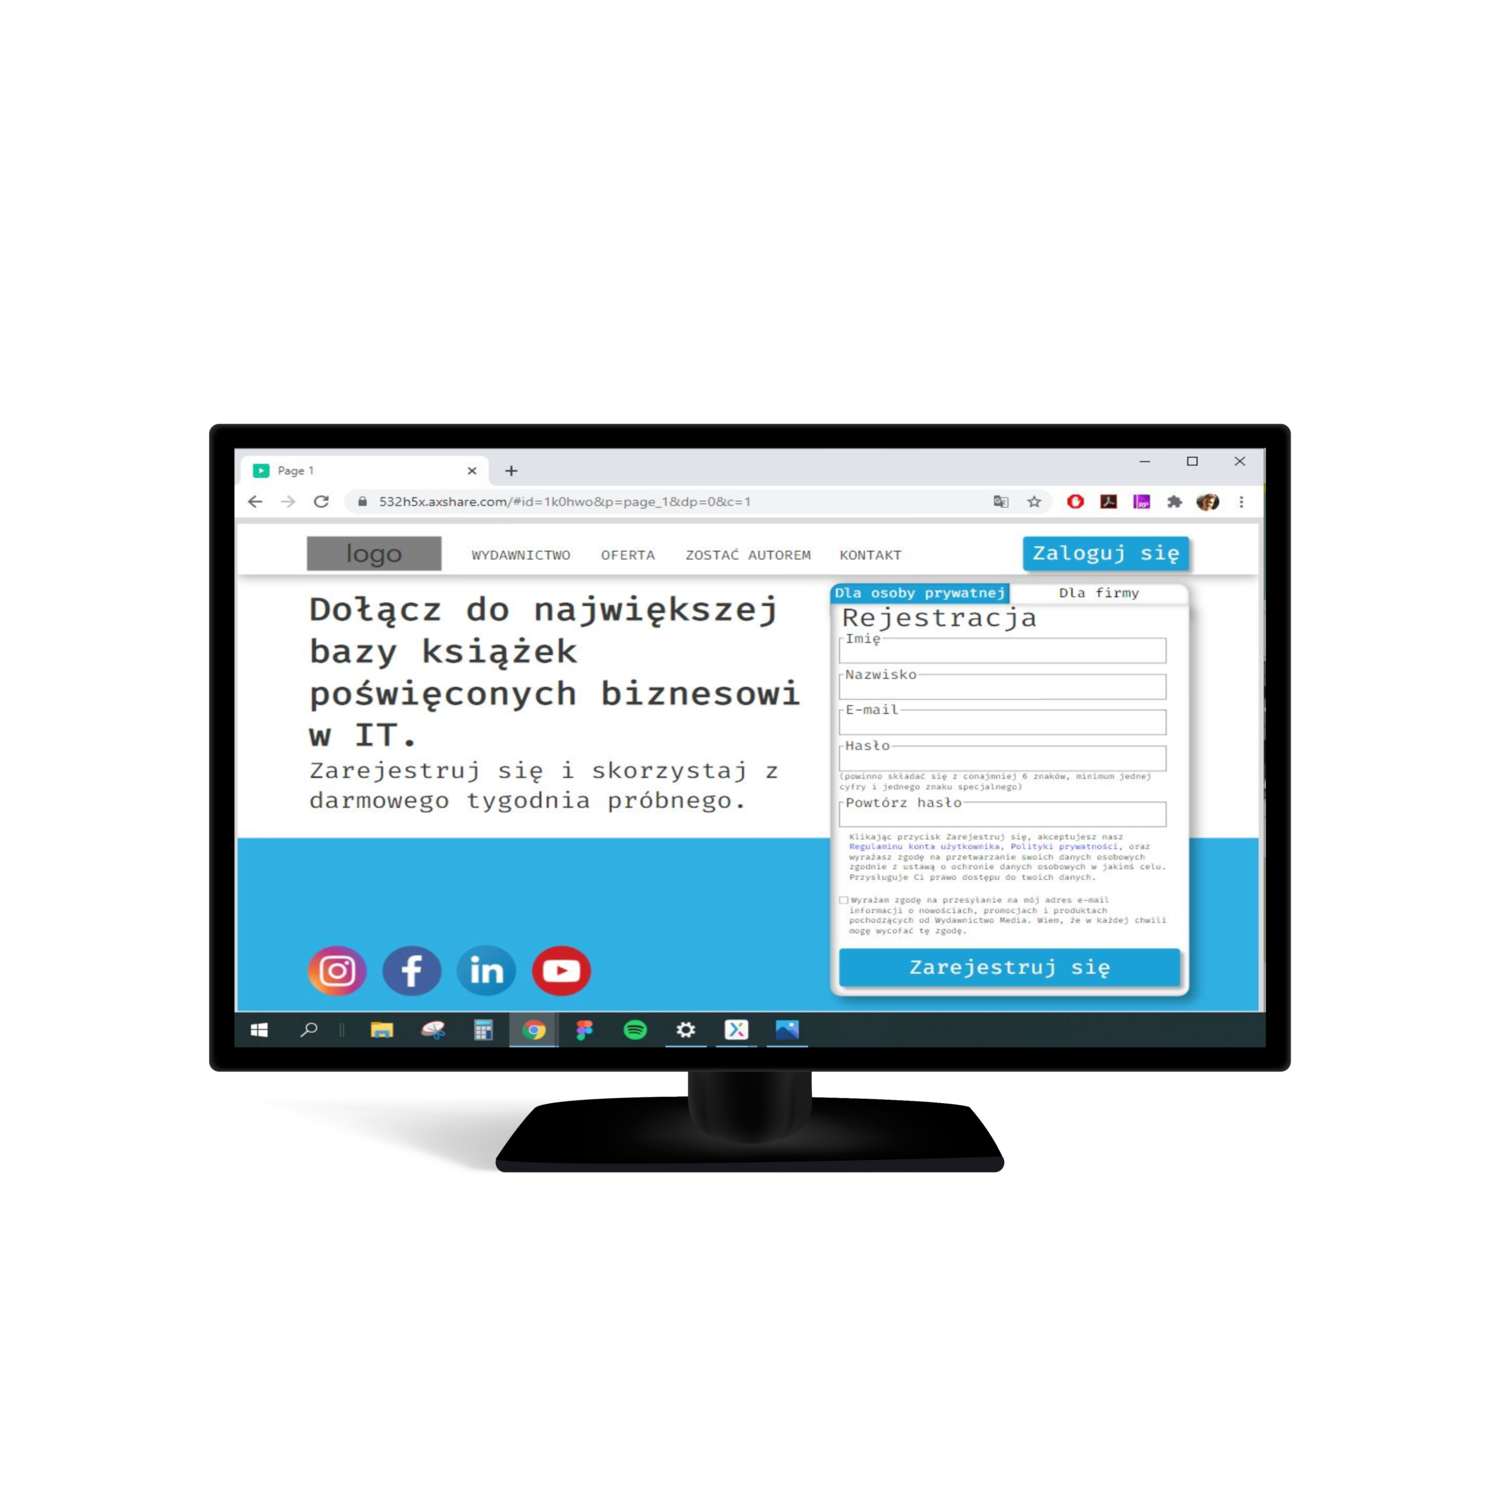 Page 1
532h5x.axshare.com/#id=1k0hwo&p=page_1&dp=0&c=1
logo
WYDAWNICTWO OFERTA ZOSTAĆ AUTOREM KONTAKT
Zaloguj się
Dołącz do największej
bazy książek
poświęconych biznesowi
w IT.
Zarejestruj się i skorzystaj z
darmowego tygodnia próbnego.
Dla osoby prywatnej
Dla firmy
Rejestracja
Imię
Nazwisko
E-mail
Hasło
(powinno składać się z conajmniej 6 znaków, minimum jednej
cyfry i jednego znaku specjalnego)
Powtórz hasło
Klikając przycisk Zarejestruj się, akceptujesz nasz
Regulaminu konta użytkownika, Polityki prywatności, oraz
wyrażasz zgodę na przetwarzanie swoich danych osobowych
zgodnie z ustawą o ochronie danych osobowych w jakimś celu.
Przysługuje Ci prawo dostępu do twoich danych.
Wyrażam zgodę na przesyłanie na mój adres e-mail
informacji o nowościach, promocjach i produktach
pochodzących od Wydawnictwo Media. Wiem, że w każdej chwili
mogę wycofać tę zgodę.
Zarejestruj się
in